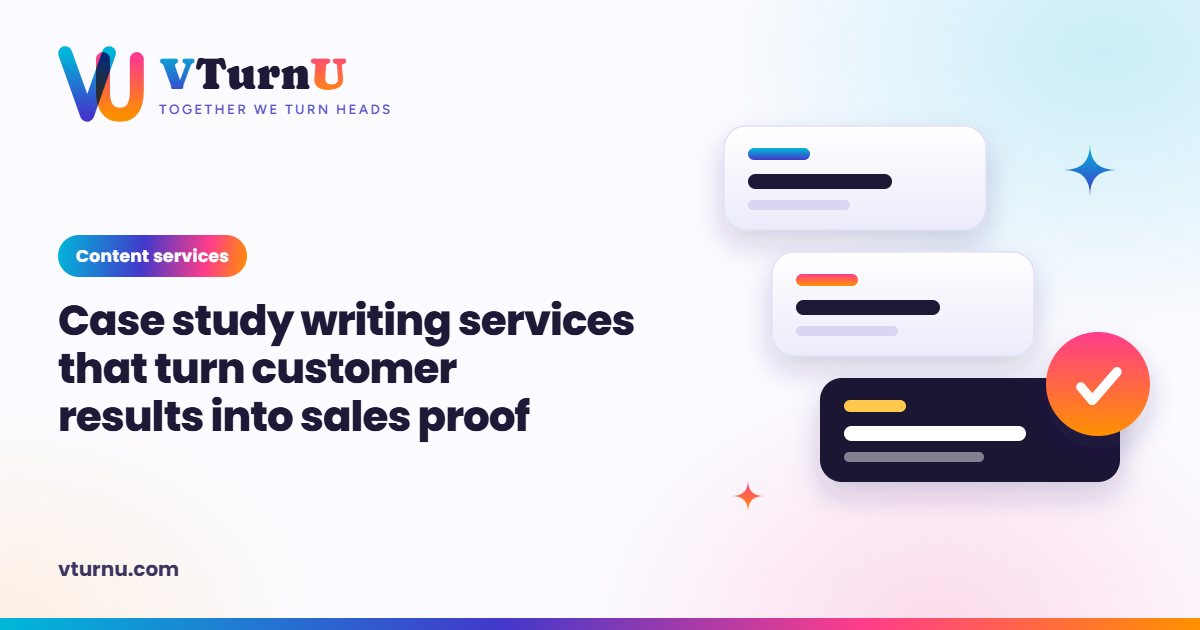 VU VTurnU
TOGETHER WE TURN HEADS
Content services
Case study writing services
that turn customer
results into sales proof
vturnu.com